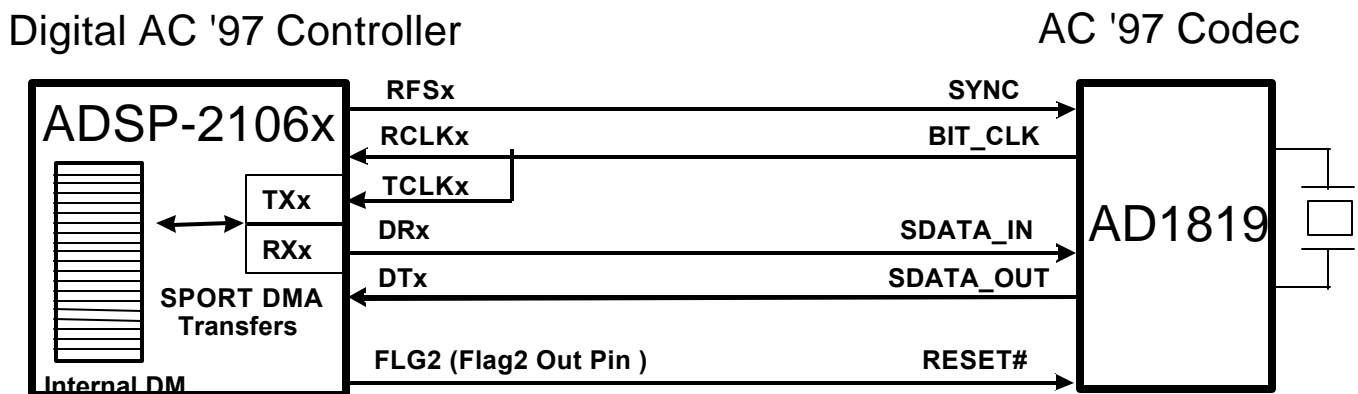 Digital AC '97 Controller
AC '97 Codec
ADSP-2106x
RFSx
SYNC
RCLKx
BIT_CLK
TCLKx
TXx
RXx
DRx
SDATA_IN
AD1819
DTx
SDATA_OUT
SPORT DMA
Transfers
FLG2 (Flag2 Out Pin )
RESET#
Internal DM